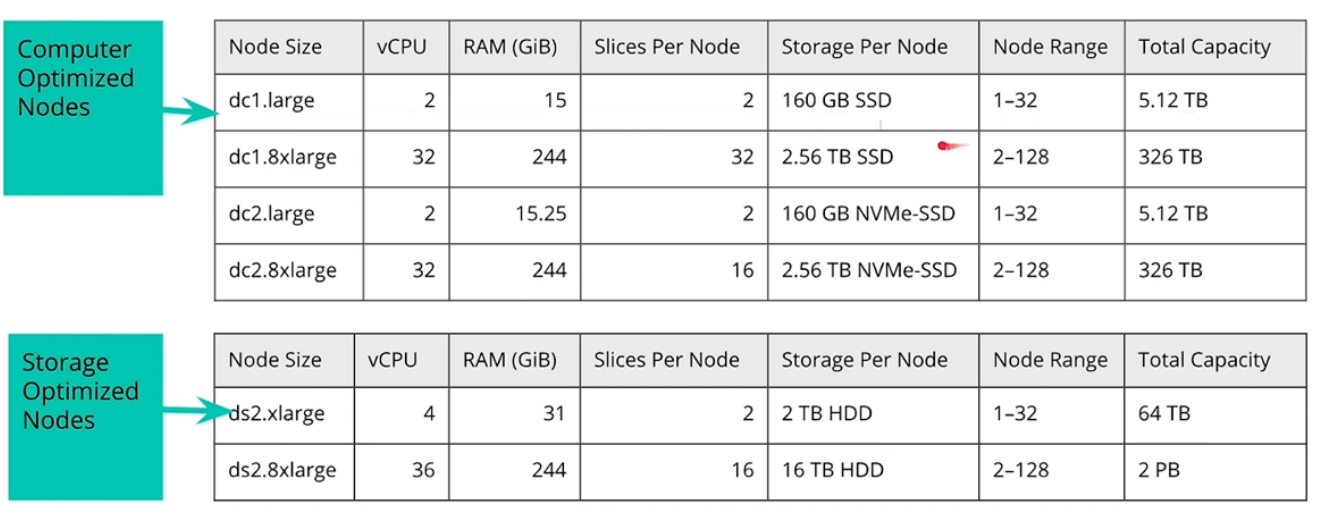 Computer
Optimized
Nodes
Node Size vCPU RAM (GiB) Slices Per Node Storage Per Node Node Range Total Capacity
dc1.large 2 15 2 160 GB SSD 1–32 5.12 TB
dc1.8xlarge 32 244 32 2.56 TB SSD 2–128 326 TB
dc2.large 2 15.25 2 160 GB NVMe-SSD 1–32 5.12 TB
dc2.8xlarge 32 244 16 2.56 TB NVMe-SSD 2–128 326 TB
Storage
Optimized
Nodes
Node Size vCPU RAM (GiB) Slices Per Node Storage Per Node Node Range Total Capacity
ds2.xlarge 4 31 2 2 TB HDD 1–32 64 TB
ds2.8xlarge 36 244 16 16 TB HDD 2–128 2 PB